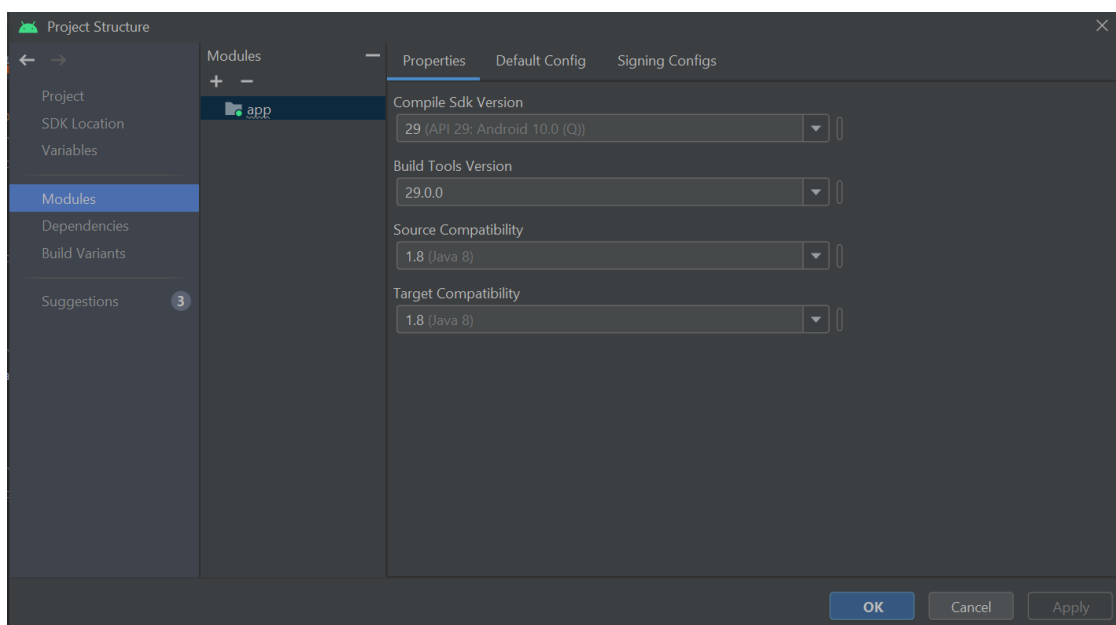 Project Structure
Project
SDK Location
Variables
Modules
Dependencies
Build Variants
Suggestions 3
Modules
app
Properties Default Config Signing Configs
Compile Sdk Version
29 (API 29: Android 10.0 (Q))
Build Tools Version
29.0.0
Source Compatibility
1.8 (Java 8)
Target Compatibility
1.8 (Java 8)
OK Cancel Apply